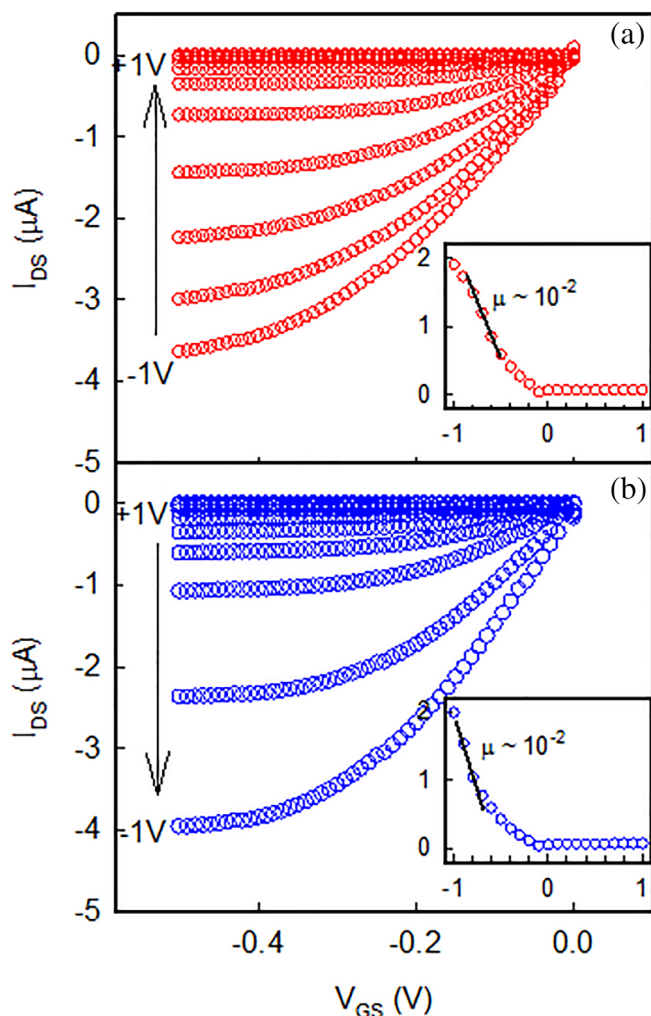 (a)
0
+1V
-1
-2
-3
-1V
-4
-5
I_DS (μA)
2
1
0
μ ~ 10^-2
-1 0 1
(b)
0
+1V
-1
-2
-3
-4
-1V
-5
I_DS (μA)
2
1
0
μ ~ 10^-2
-1 0 1
-0.4 -0.2 0.0
V_GS (V)